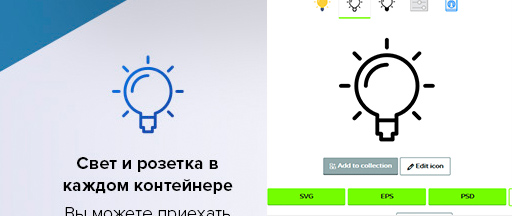 Свет и розетка в
каждом контейнере
Вы можете приехать
Add to collection
Edit icon
SVG
EPS
PSD